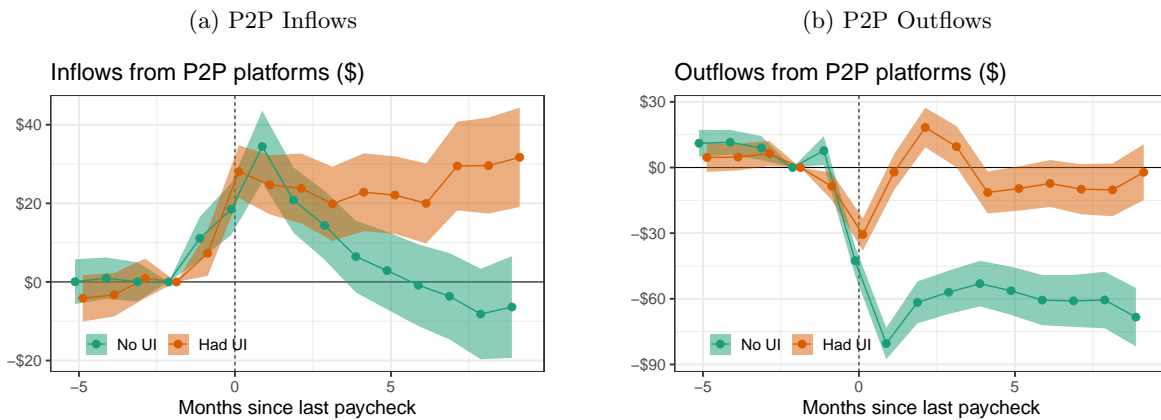 (a) P2P Inflows
Inflows from P2P platforms ($)
$40
$20
$0
−$20
No UI
Had UI
−5
0
5
Months since last paycheck
(b) P2P Outflows
Outflows from P2P platforms ($)
$30
$0
−$30
−$60
−$90
No UI
Had UI
−5
0
5
Months since last paycheck